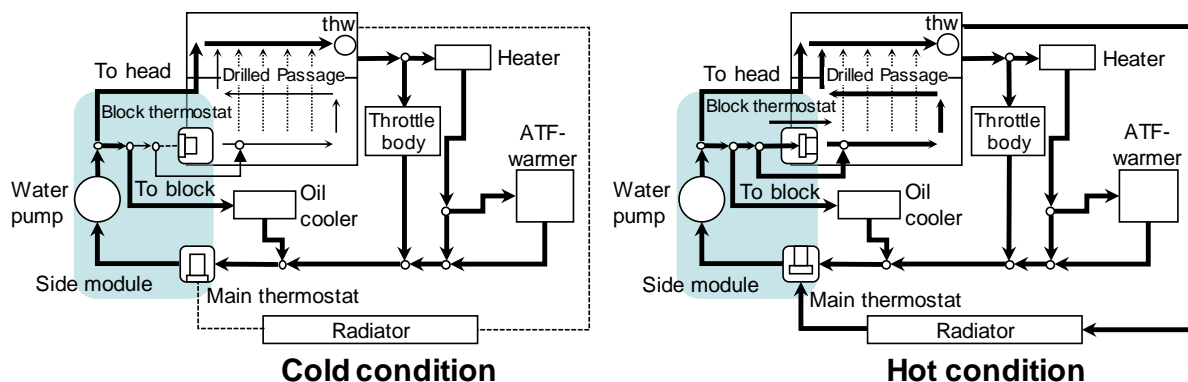 thw
Heater
To head
Drilled Passage
Block thermostat
Throttle
body
ATF-
warmer
Water
pump
To block
Oil
cooler
Side module
Main thermostat
Radiator
Cold condition
thw
Heater
To head
Drilled Passage
Block thermostat
Throttle
body
ATF-
warmer
Water
pump
To block
Oil
cooler
Side module
Main thermostat
Radiator
Hot condition